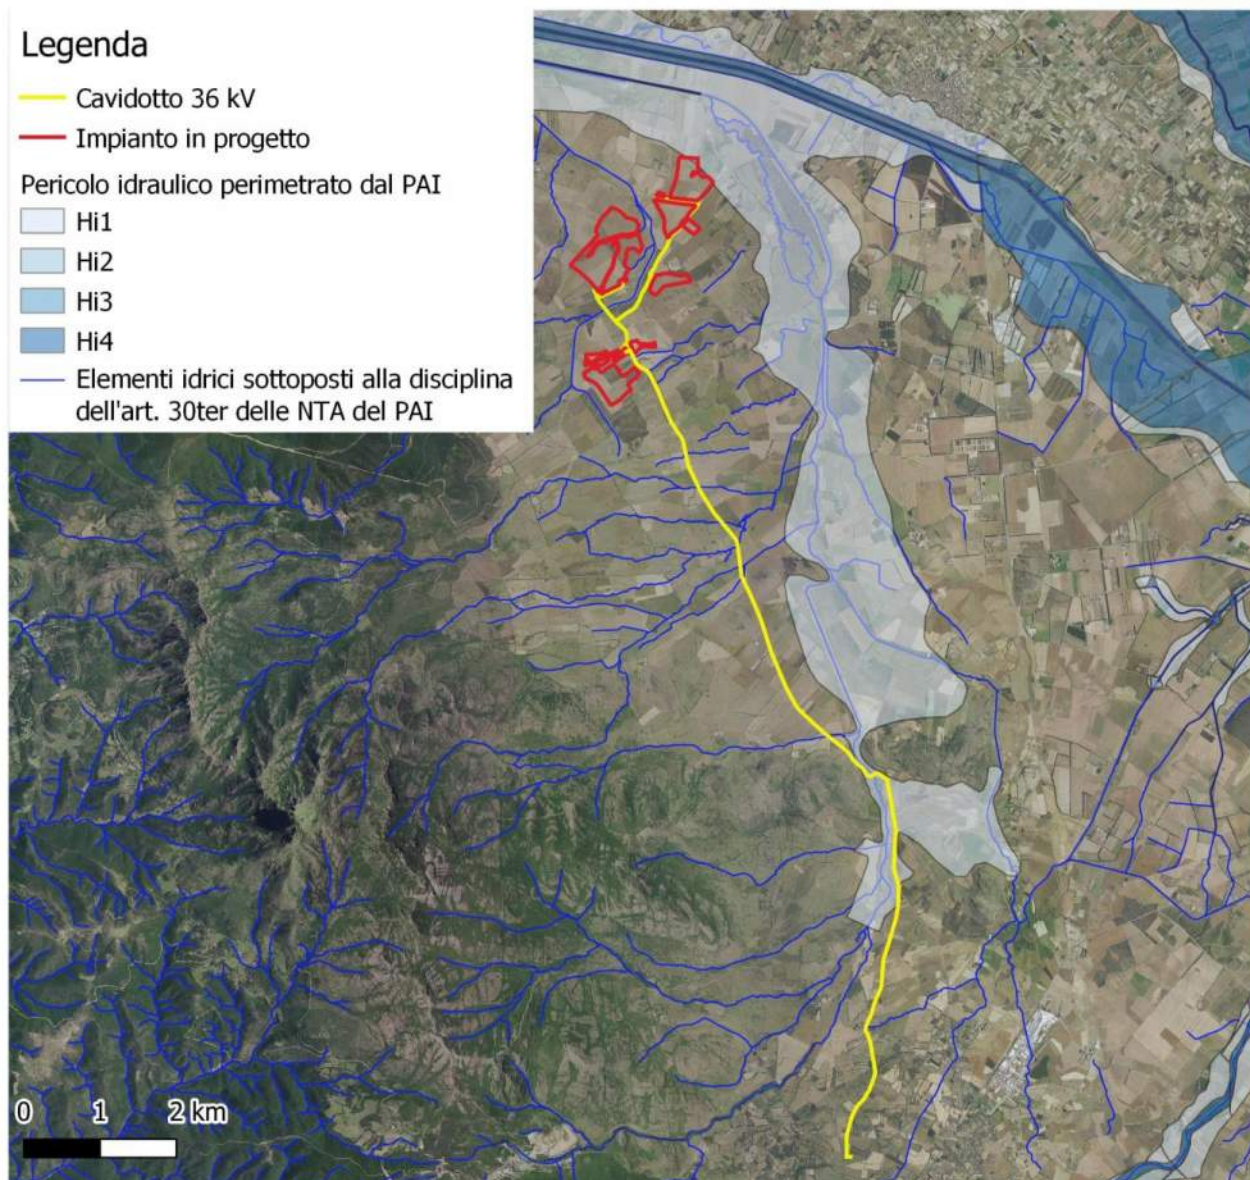 Legenda
Cavidotto 36 kV
Impianto in progetto
Pericolo idraulico perimetrato dal PAI
Hi1
Hi2
Hi3
Hi4
Elementi idrici sottoposti alla disciplina
dell'art. 30ter delle NTA del PAI
0 1 2 km